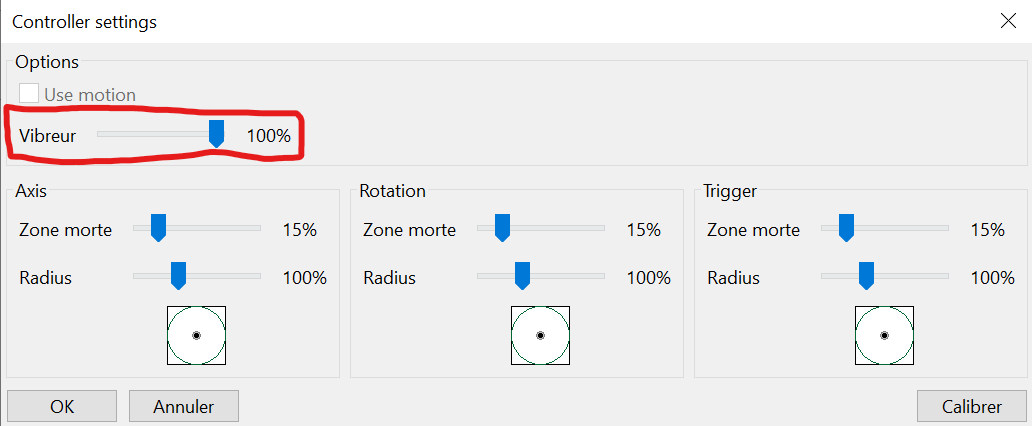 Controller settings
Options
Use motion
Vibreur 100%
Axis
Zone morte 15%
Radius 100%
Rotation
Zone morte 15%
Radius 100%
Trigger
Zone morte 15%
Radius 100%
OK Annuler Calibrer